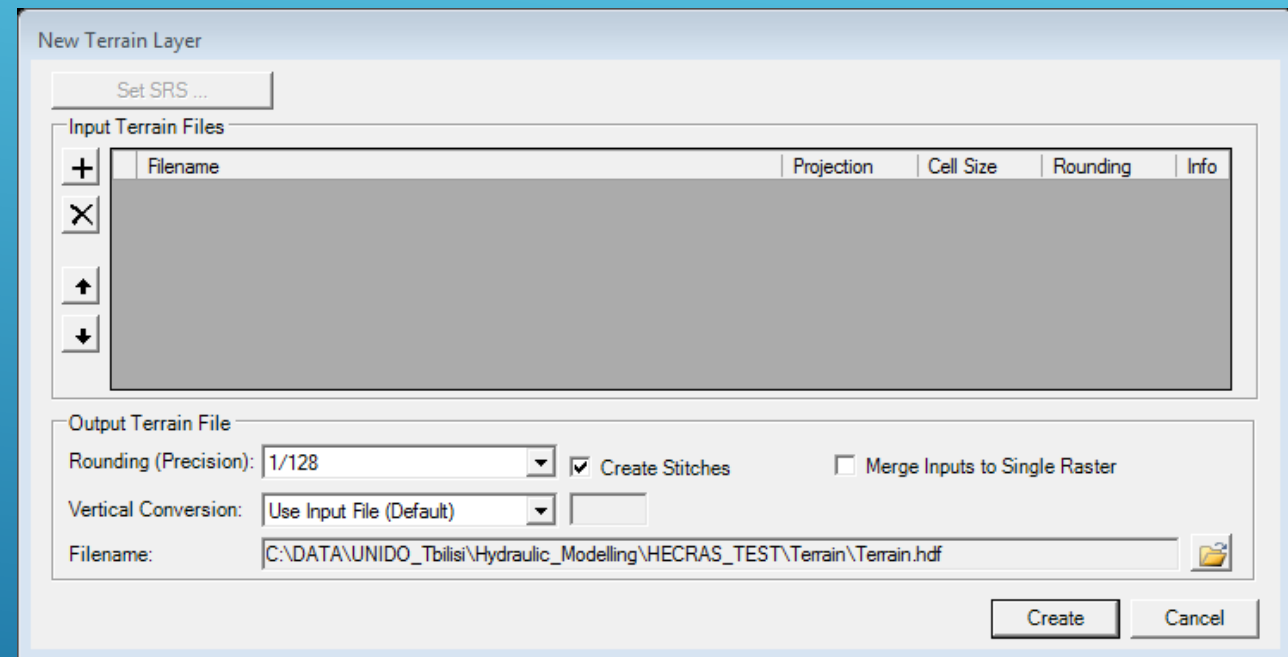 New Terrain Layer
Set SRS ...
Input Terrain Files
Filename Projection Cell Size Rounding Info
Output Terrain File
Rounding (Precision): 1/128 Create Stitches Merge Inputs to Single Raster
Vertical Conversion: Use Input File (Default)
Filename: C:\DATA\UNIDO_Tbilisi\Hydraulic_Modelling\HECRAS_TEST\Terrain\Terrain.hdf
Create Cancel